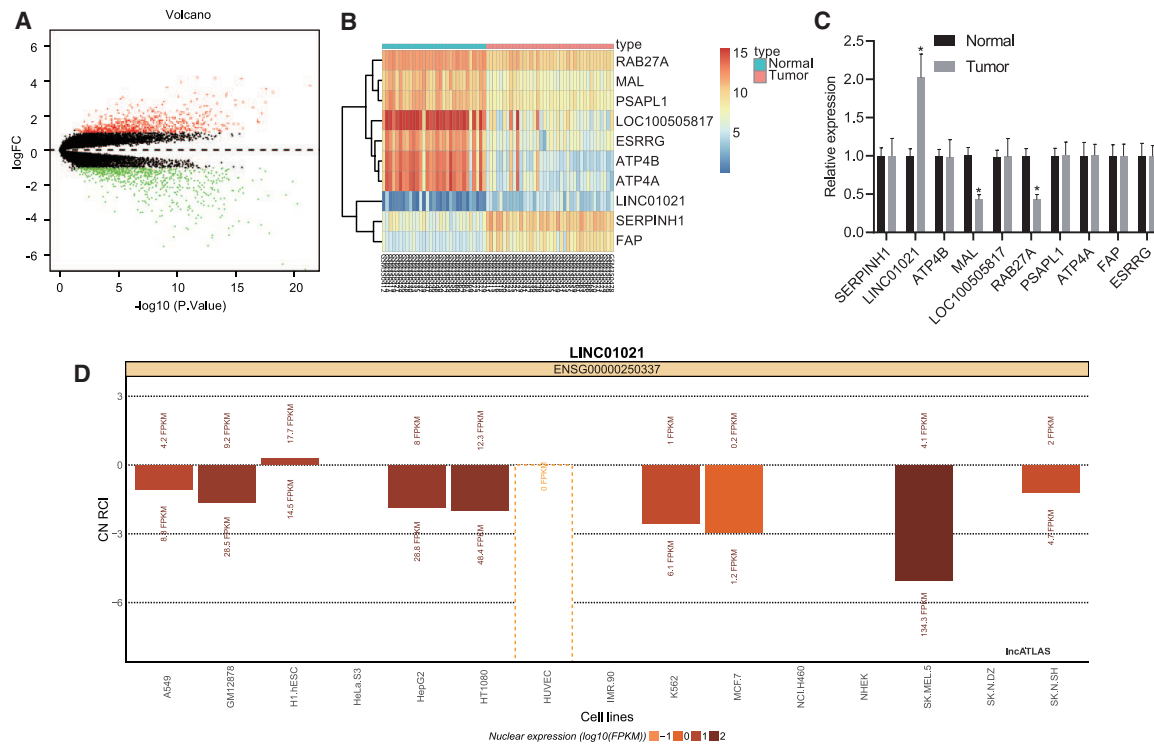 A
Volcano
6
4
2
0
-2
-4
-6
logFC
0
5
10
15
20
-log10 (P.Value)
B
type
RAB27A
MAL
PSAPL1
LOC100505817
ESRRG
ATP4B
ATP4A
LINC01021
SERPINH1
FAP
15
10
5
type
Normal
Tumor
C
Normal
Tumor
2.5
2.0
1.5
1.0
0.5
0.0
Relative expression
*
*
*
SERPINH1
LINC01021
ATP4B
MAL
LOC100505817
RAB27A
PSAPL1
ATP4A
FAP
ESRRG
D
LINC01021
ENSG00000250337
3
0
−3
−6
CN RCI
4.2 FPKM
9.2 FPKM
17.7 FPKM
8 FPKM
12.3 FPKM
0 FPKM
1 FPKM
0.2 FPKM
4.1 FPKM
2 FPKM
8.8 FPKM
28.5 FPKM
14.5 FPKM
28.8 FPKM
48.4 FPKM
6.1 FPKM
1.2 FPKM
134.3 FPKM
4.7 FPKM
lncATLAS
A549
GM12878
H1.hESC
HeLa.S3
HepG2
HT1080
HUVEC
IMR.90
K562
MCF.7
NCI.H460
NHEK
SK.MEL.5
SK.N.DZ
SK.N.SH
Cell lines
Nuclear expression (log10(FPKM))
−1
0
1
2